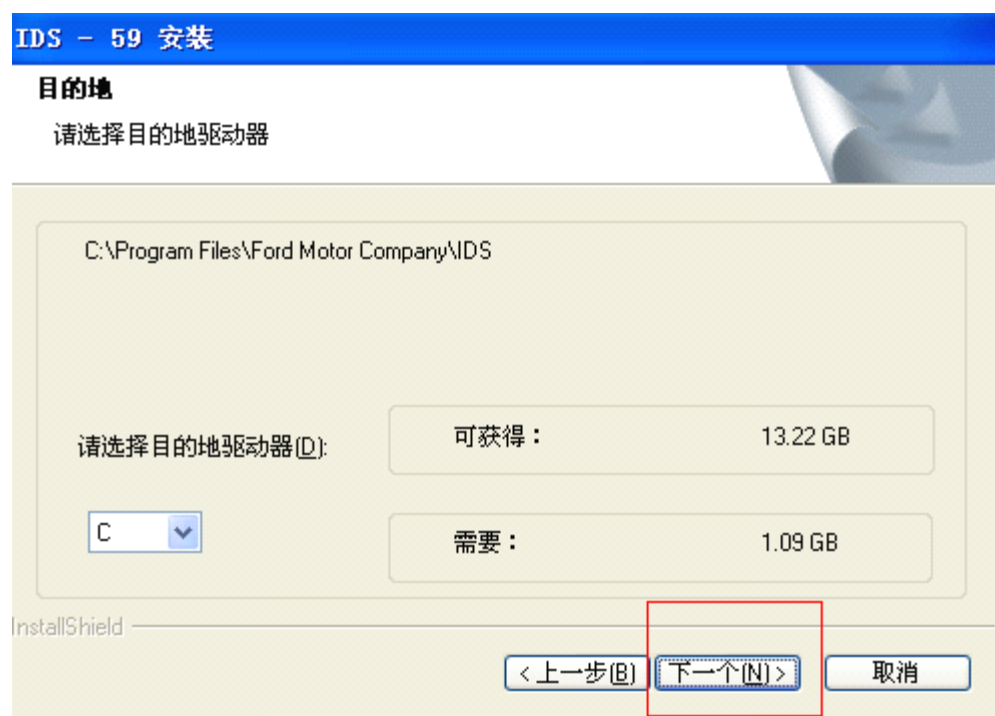 IDS - 59 安装
目的地
请选择目的地驱动器
C:\Program Files\Ford Motor Company\IDS
请选择目的地驱动器(D):
可获得：
13.22 GB
C
需要：
1.09 GB
InstallShield
< 上一步(B)
下一个(N) >
取消